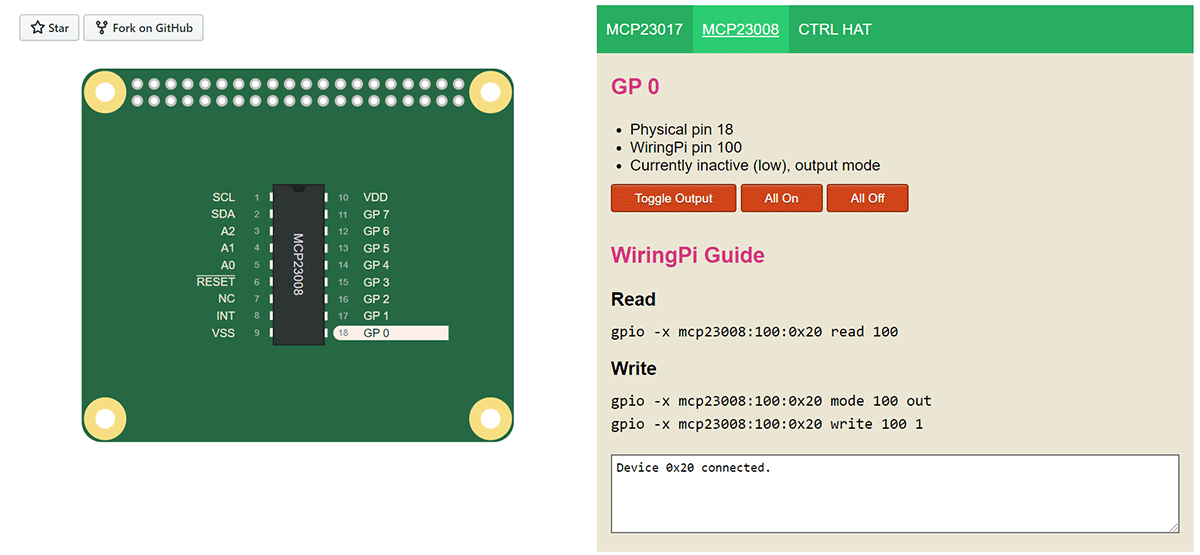 Star
Fork on GitHub
SCL 1 10 VDD
SDA 2 11 GP 7
A2 3 12 GP 6
A1 4 13 GP 5
A0 5 14 GP 4
RESET 6 15 GP 3
NC 7 16 GP 2
INT 8 17 GP 1
VSS 9 18 GP 0
MCP23008
MCP23017 MCP23008 CTRL HAT
GP 0
• Physical pin 18
• WiringPi pin 100
• Currently inactive (low), output mode
Toggle Output All On All Off
WiringPi Guide
Read
gpio -x mcp23008:100:0x20 read 100
Write
gpio -x mcp23008:100:0x20 mode 100 out
gpio -x mcp23008:100:0x20 write 100 1
Device 0x20 connected.